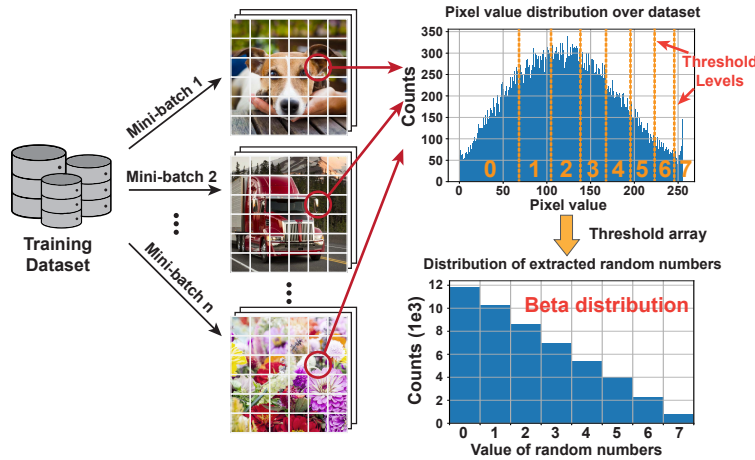 Training
Dataset
Mini-batch 1
Mini-batch 2
Mini-batch n
Pixel value distribution over dataset
Counts
350
300
250
200
150
100
50
0
0 1 2 3 4 5 6 7
0 50 100 150 200 250
Pixel value
Threshold
Levels
Threshold array
Distribution of extracted random numbers
Beta distribution
Counts (1e3)
12
10
8
6
4
2
0
0 1 2 3 4 5 6 7
Value of random numbers